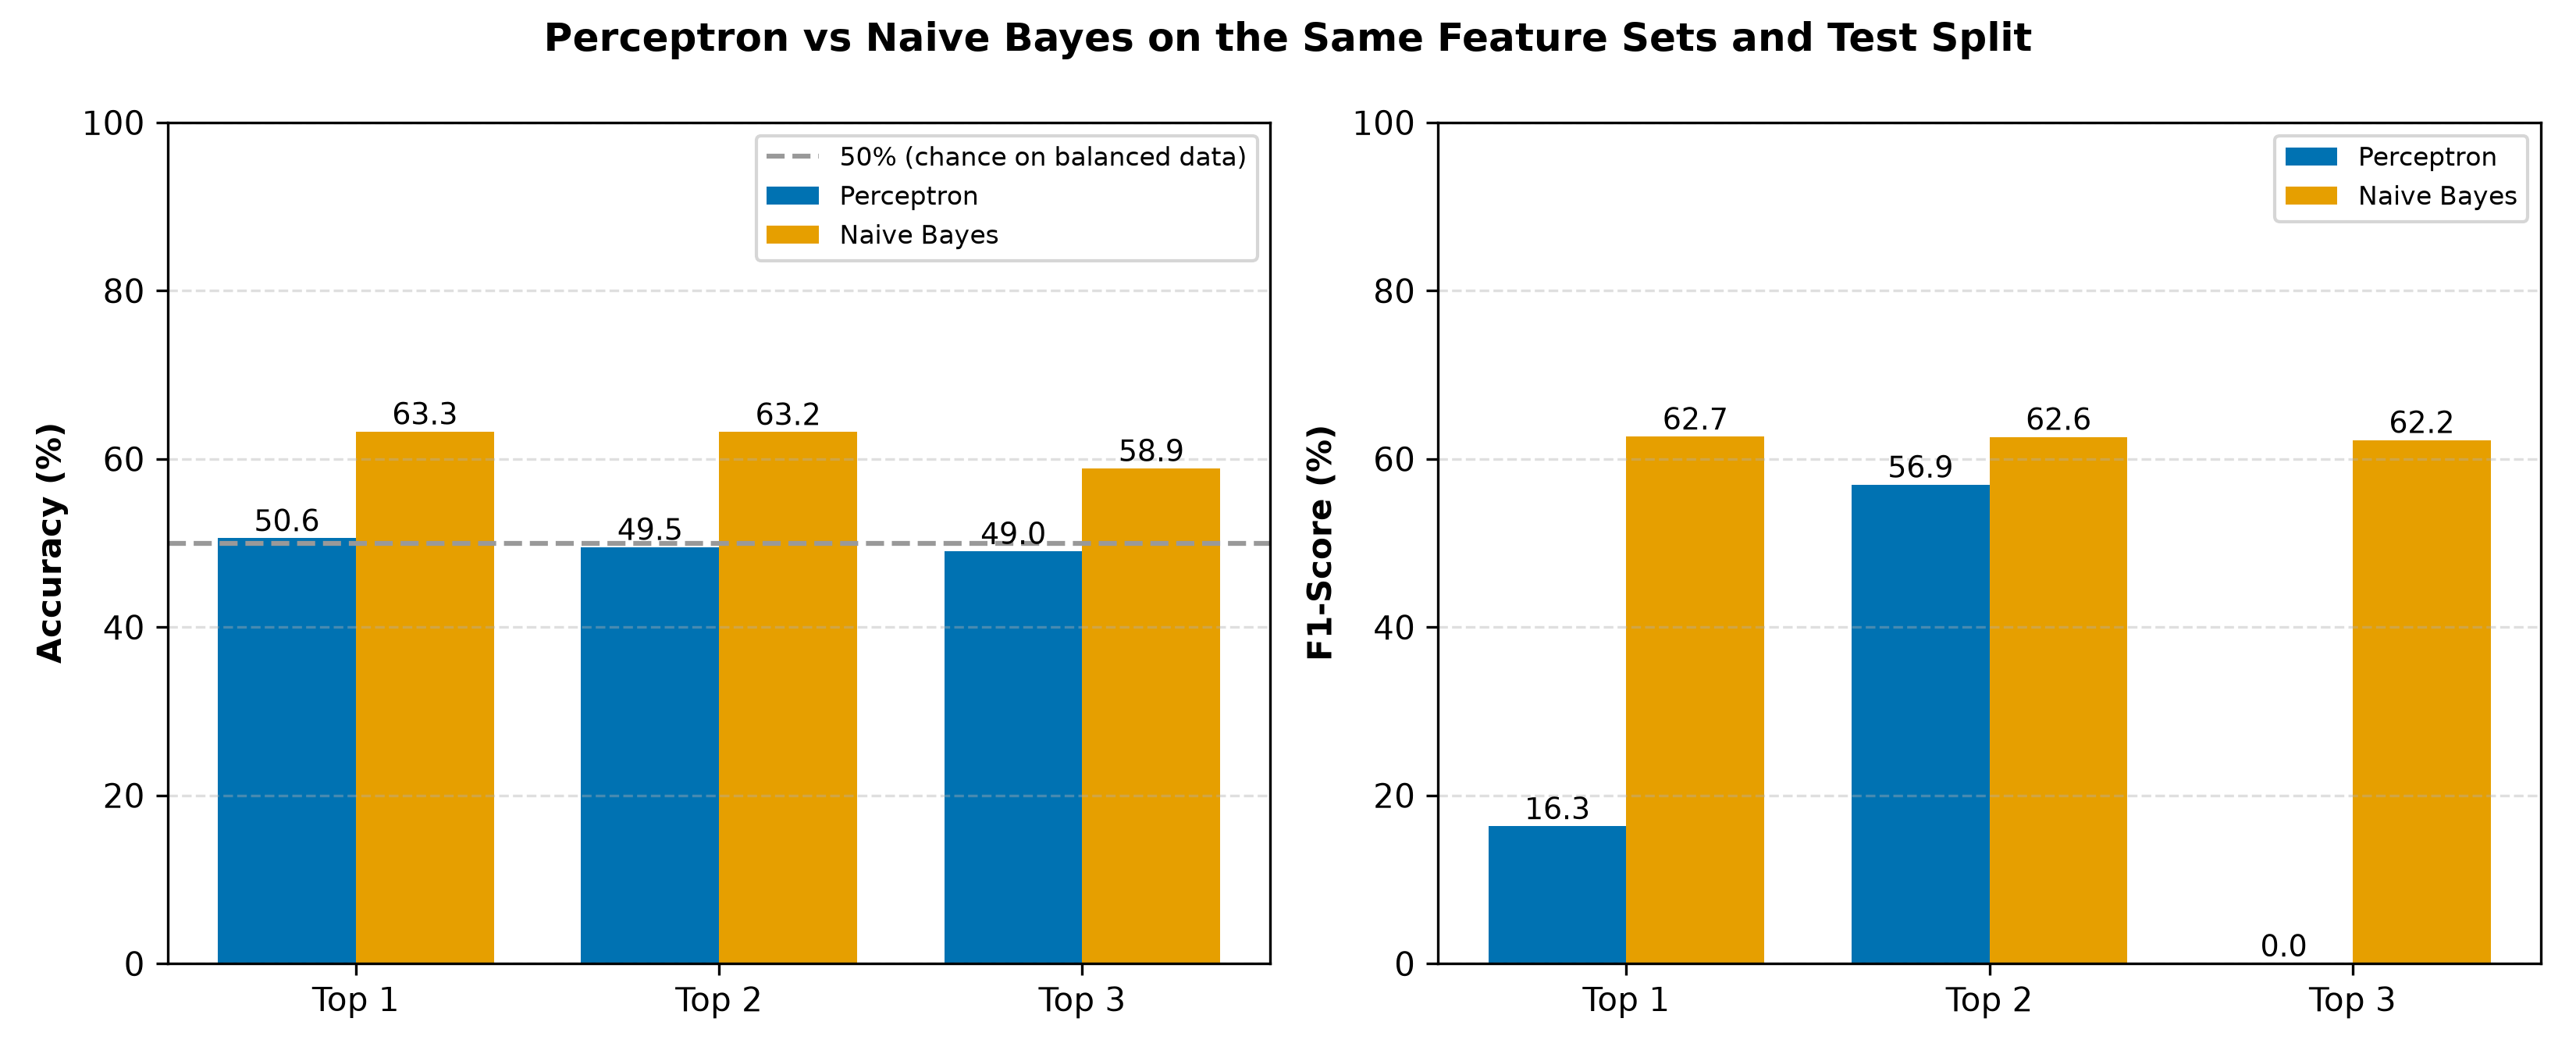 Perceptron vs Naive Bayes on the Same Feature Sets and Test Split
Accuracy (%)
100
80
60
40
20
0
50% (chance on balanced data)
Perceptron
Naive Bayes
50.6
63.3
49.5
63.2
49.0
58.9
Top 1
Top 2
Top 3
F1-Score (%)
100
80
60
40
20
0
Perceptron
Naive Bayes
16.3
62.7
56.9
62.6
0.0
62.2
Top 1
Top 2
Top 3